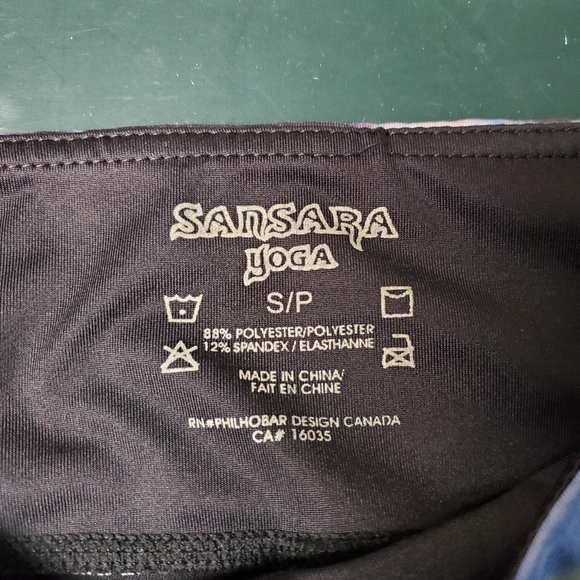 SANSARA
YOGA
S/P
88% POLYESTER/POLYESTER
12% SPANDEX / ELASTHANNE
MADE IN CHINA/
FAIT EN CHINE
RN#PHILHOBAR DESIGN CANADA
CA# 16035